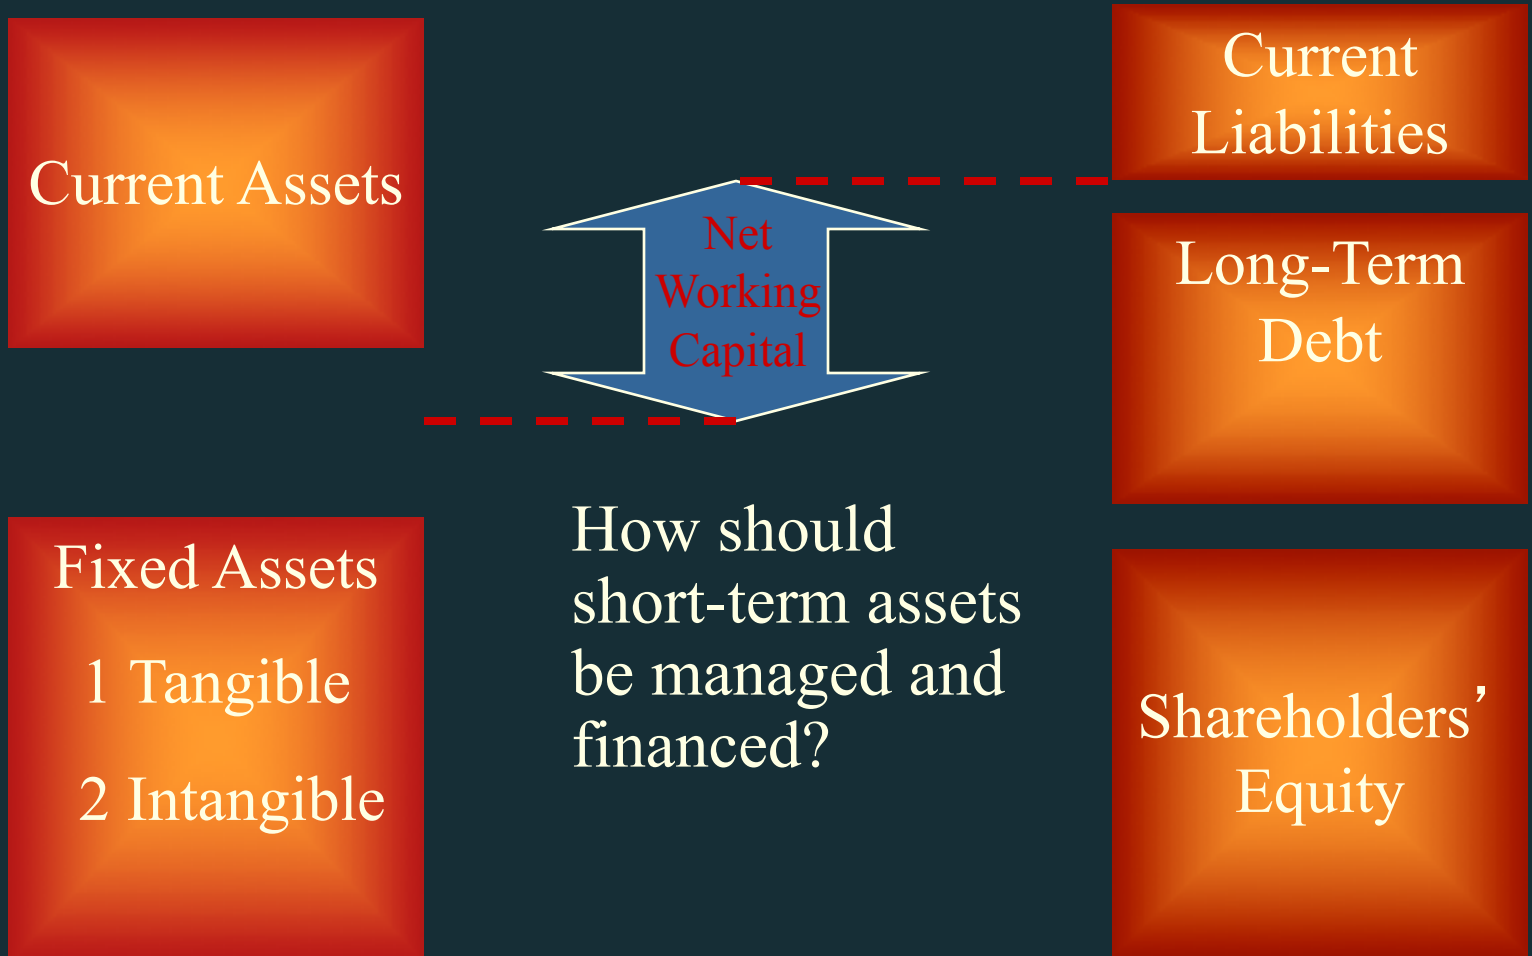 Current Assets
Fixed Assets
1 Tangible
2 Intangible
Net
Working
Capital
How should
short-term assets
be managed and
financed?
Current
Liabilities
Long-Term
Debt
Shareholders’
Equity